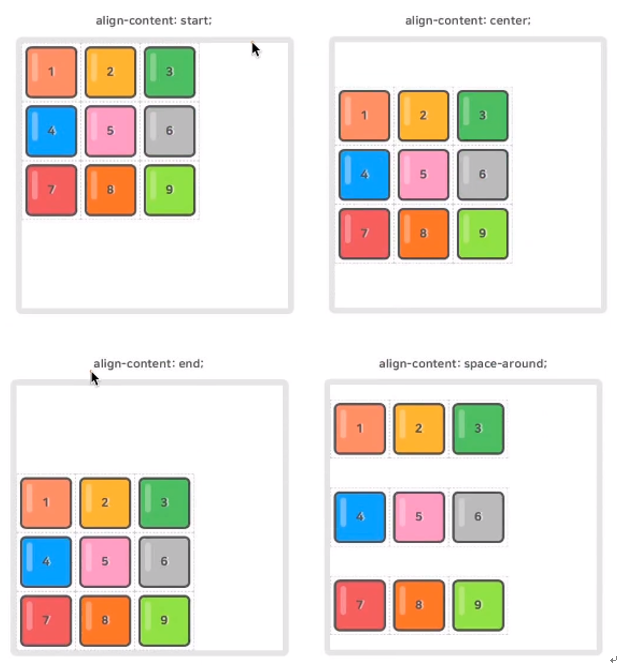 align-content: start;
1 2 3
4 5 6
7 8 9
align-content: center;
1 2 3
4 5 6
7 8 9
align-content: end;
1 2 3
4 5 6
7 8 9
align-content: space-around;
1 2 3
4 5 6
7 8 9